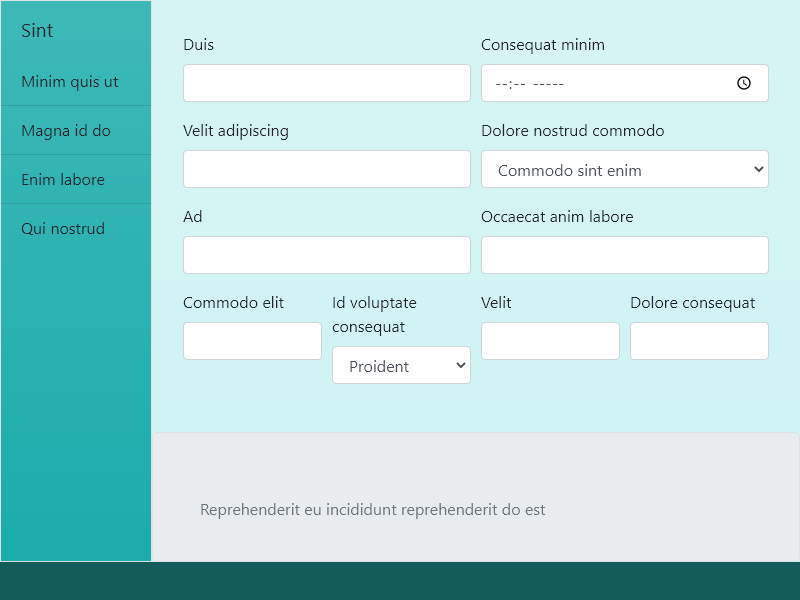 Sint
Minim quis ut
Magna id do
Enim labore
Qui nostrud
Duis
Consequat minim
--:-- -----
Velit adipiscing
Dolore nostrud commodo
Commodo sint enim
Ad
Occaecat anim labore
Commodo elit
Id voluptate
consequat
Proident
Velit
Dolore consequat
Reprehenderit eu incididunt reprehenderit do est